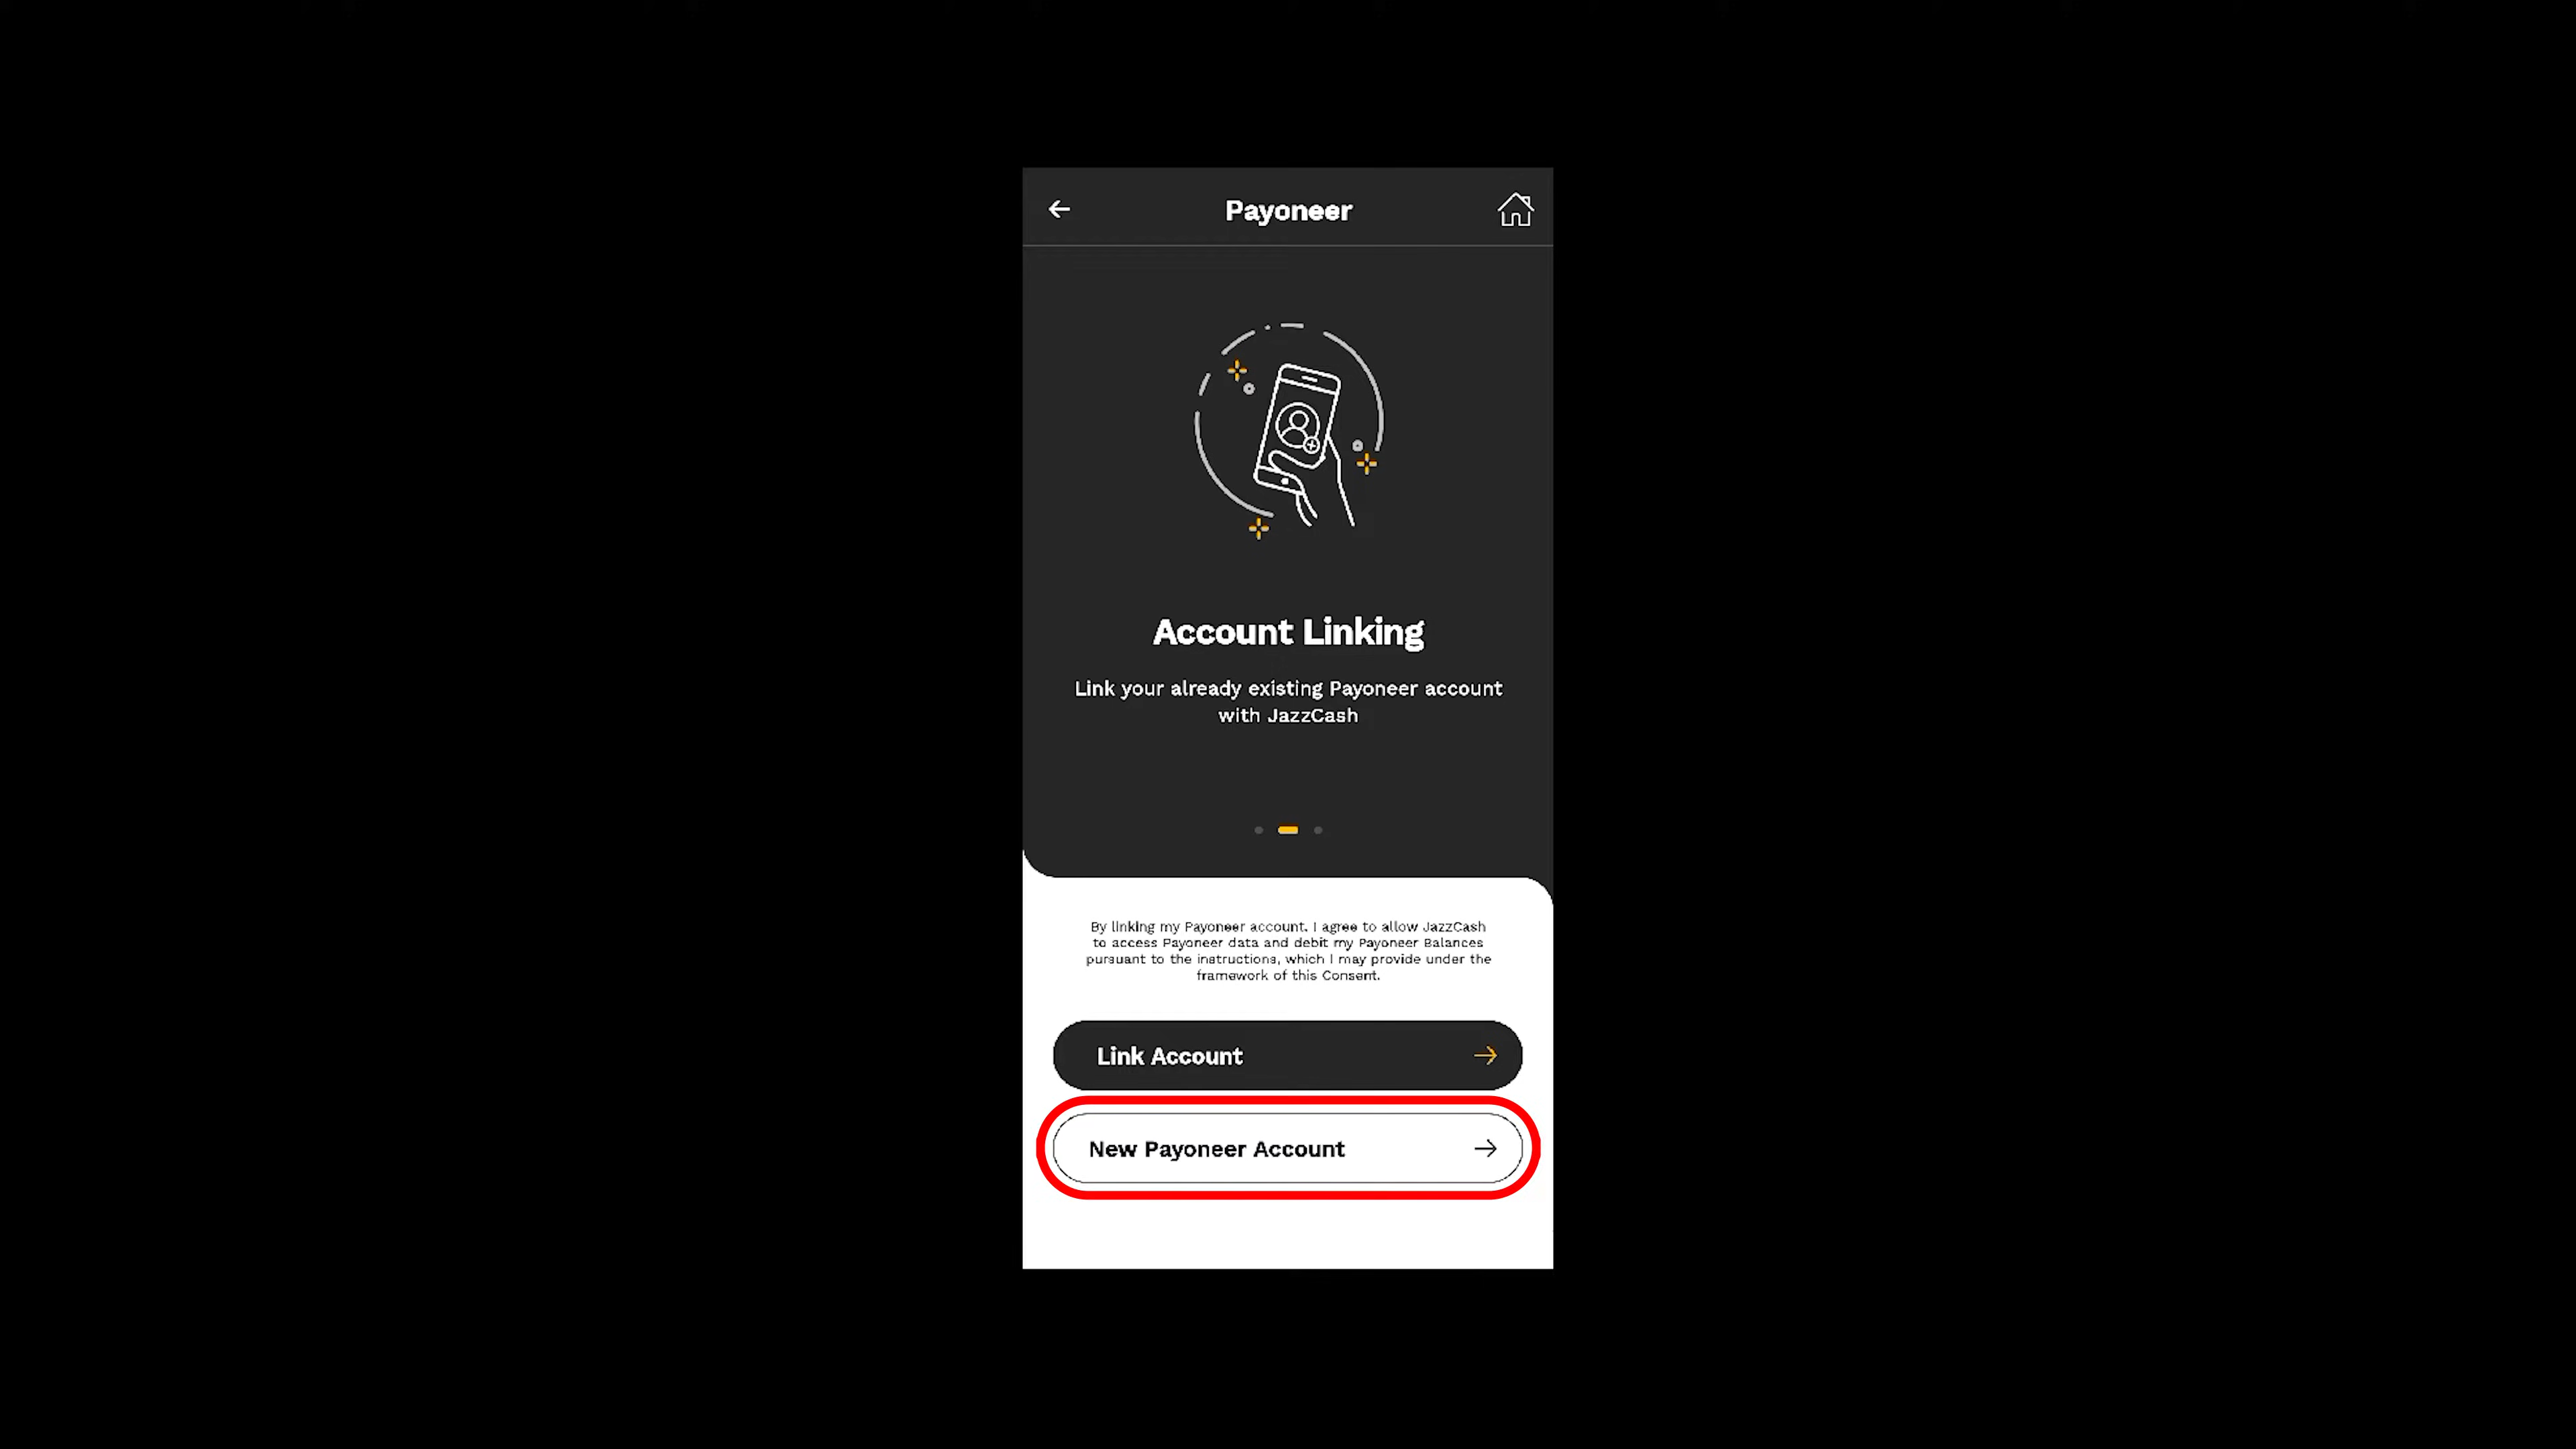 Payoneer
Account Linking
Link your already existing Payoneer account
with JazzCash
By linking my Payoneer account. I agree to allow JazzCash
to access Payoneer data and debit my Payoneer Balances
pursuant to the instructions, which I may provide under the
framework of this Consent.
Link Account
New Payoneer Account